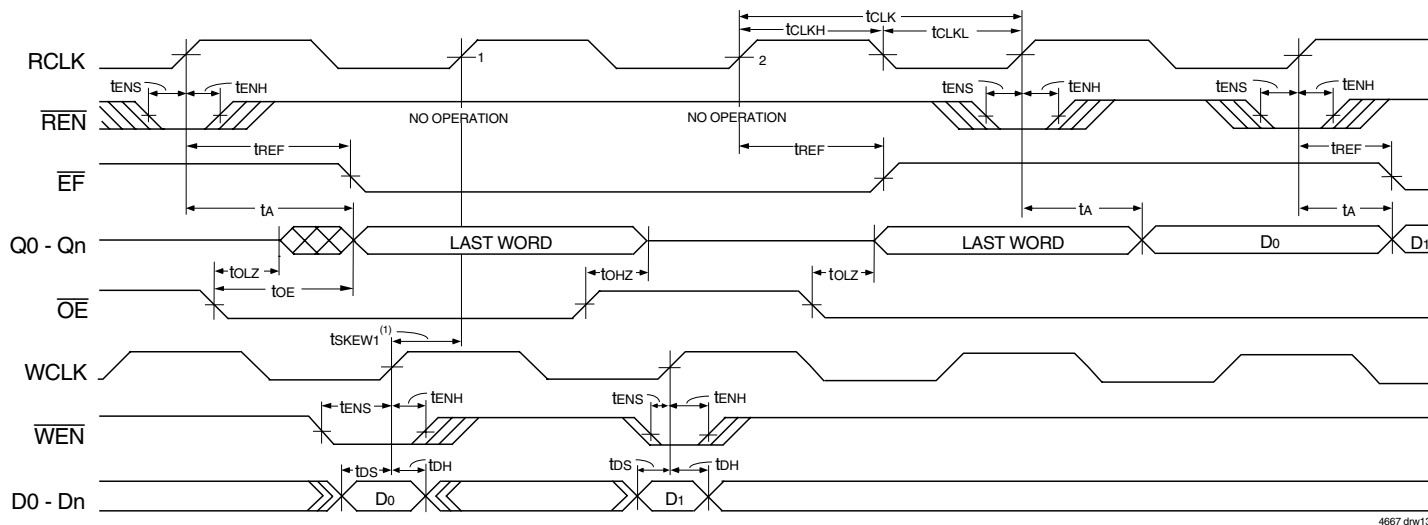 tCLK
tCLKH tCLKL
RCLK 1 2
tENS tENH tENS tENH tENS tENH
REN NO OPERATION NO OPERATION
tREF tREF tREF
EF
tA tA tA
Q0 - Qn LAST WORD LAST WORD D0 D1
tOLZ tOHZ tOLZ
tOE
OE
tSKEW1(1)
WCLK
tENS tENH tENS tENH
WEN
tDS tDH tDS tDH
D0 - Dn D0 D1
4667 drw13